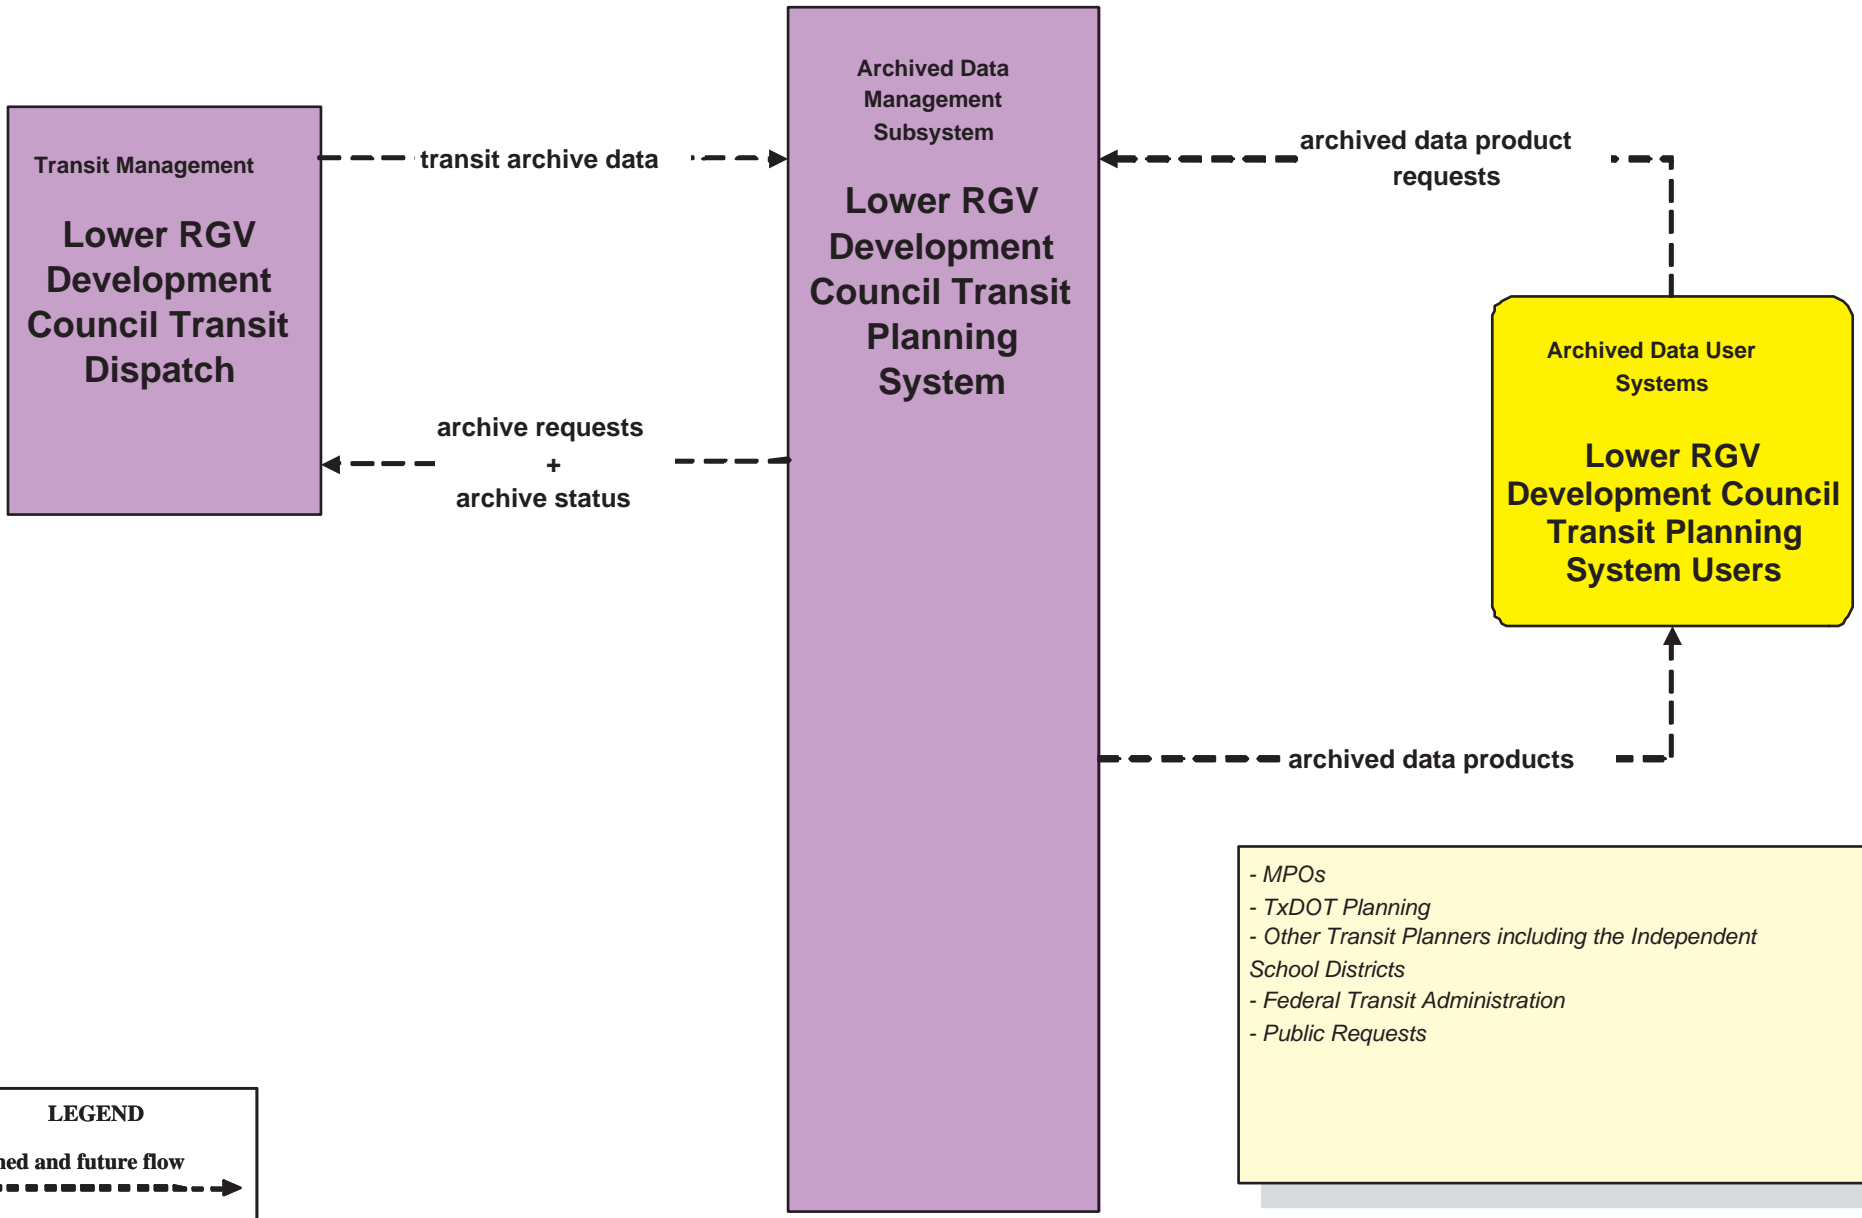 Transit Management
Lower RGV
Development
Council Transit
Dispatch
transit archive data
archive requests
+
archive status
Archived Data
Management
Subsystem
Lower RGV
Development
Council Transit
Planning
System
archived data product
requests
Archived Data User
Systems
Lower RGV
Development Council
Transit Planning
System Users
archived data products
- MPOs
- TxDOT Planning
- Other Transit Planners including the Independent
School Districts
- Federal Transit Administration
- Public Requests
LEGEND
and future flow